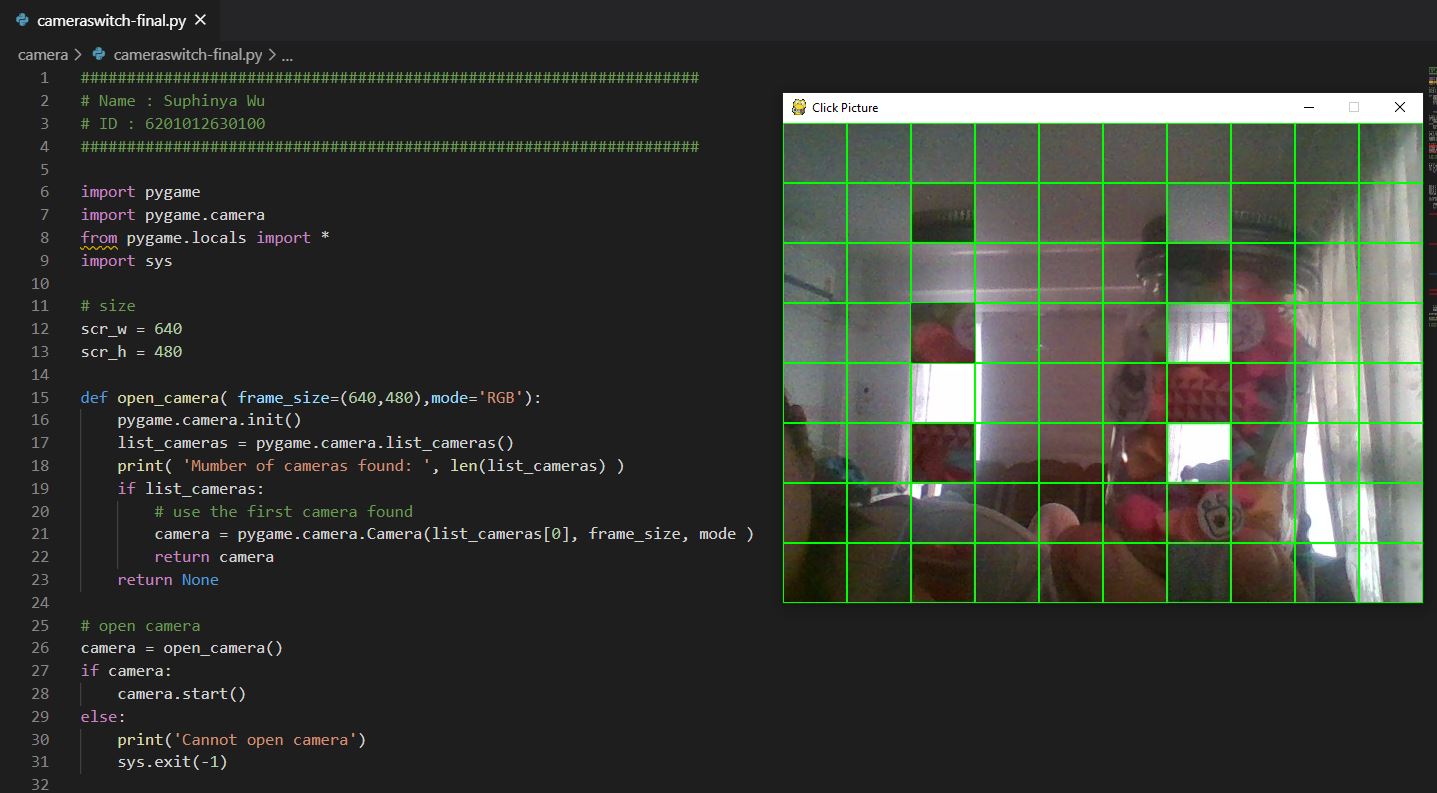 cameraswitch-final.py ×
camera > cameraswitch-final.py > ...
1 ###################################################################
2 # Name : Suphinya Wu
3 # ID : 6201012630100
4 ###################################################################
5
6 import pygame
7 import pygame.camera
8 from pygame.locals import *
9 import sys
10
11 # size
12 scr_w = 640
13 scr_h = 480
14
15 def open_camera( frame_size=(640,480),mode='RGB'):
16 pygame.camera.init()
17 list_cameras = pygame.camera.list_cameras()
18 print( 'Mumber of cameras found: ', len(list_cameras) )
19 if list_cameras:
20 # use the first camera found
21 camera = pygame.camera.Camera(list_cameras[0], frame_size, mode )
22 return camera
23 return None
24
25 # open camera
26 camera = open_camera()
27 if camera:
28 camera.start()
29 else:
30 print('Cannot open camera')
31 sys.exit(-1)
32
Click Picture